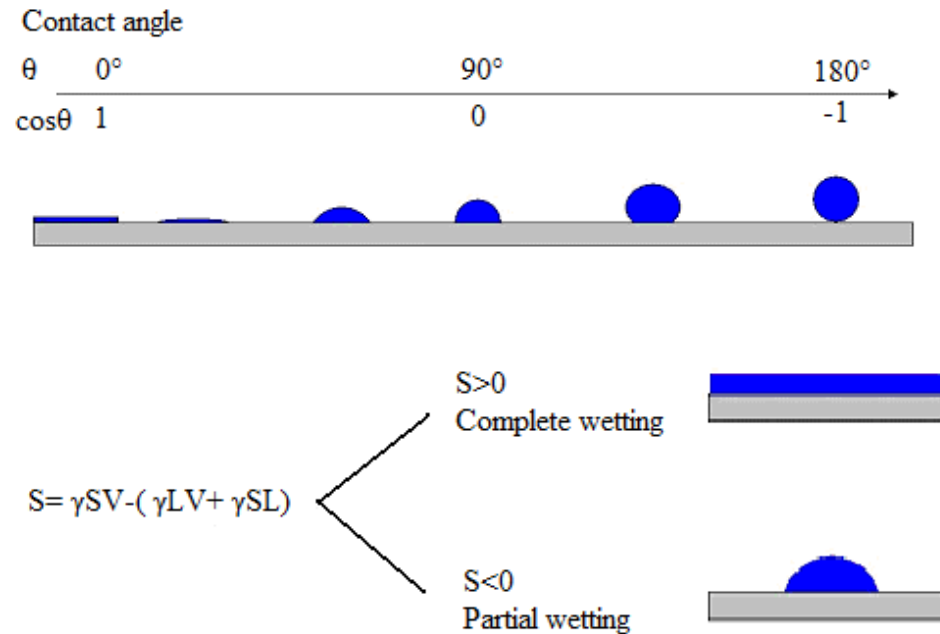 Contact angle
θ 0° 90° 180°
cosθ 1 0 -1
S>0
Complete wetting
S= γSV-( γLV+ γSL)
S<0
Partial wetting